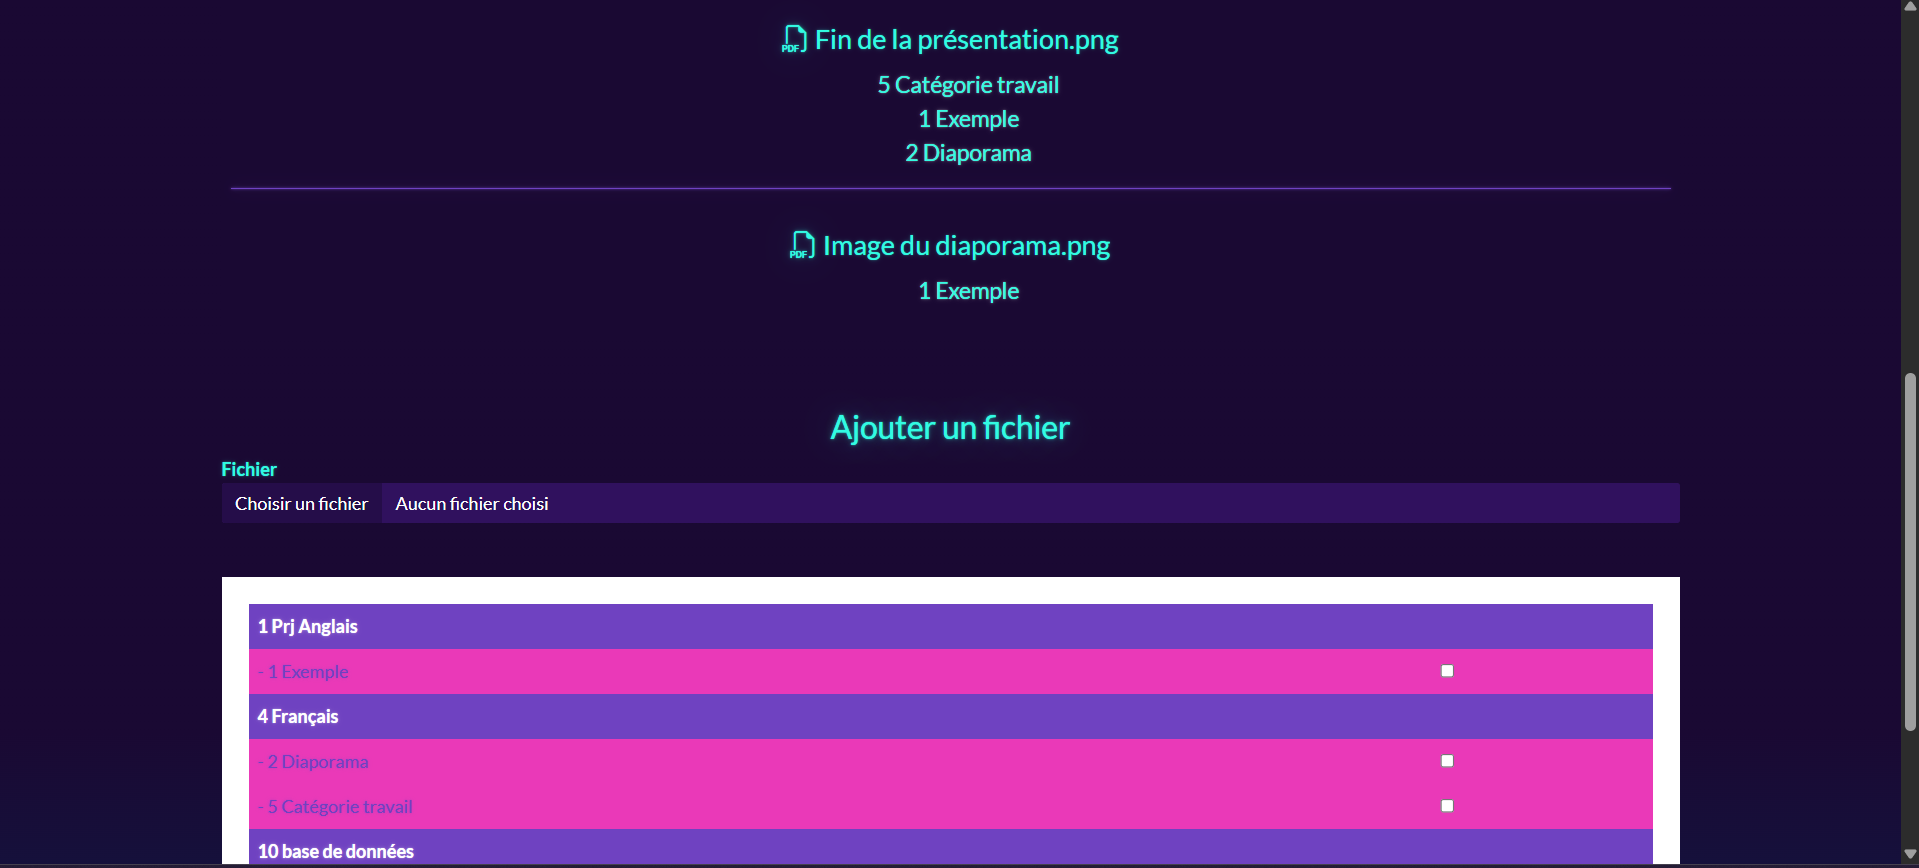 PDF Fin de la présentation.png
5 Catégorie travail
1 Exemple
2 Diaporama
PDF Image du diaporama.png
1 Exemple
Ajouter un fichier
Fichier
Choisir un fichier Aucun fichier choisi
1 Prj Anglais
- 1 Exemple
4 Français
- 2 Diaporama
- 5 Catégorie travail
10 base de données